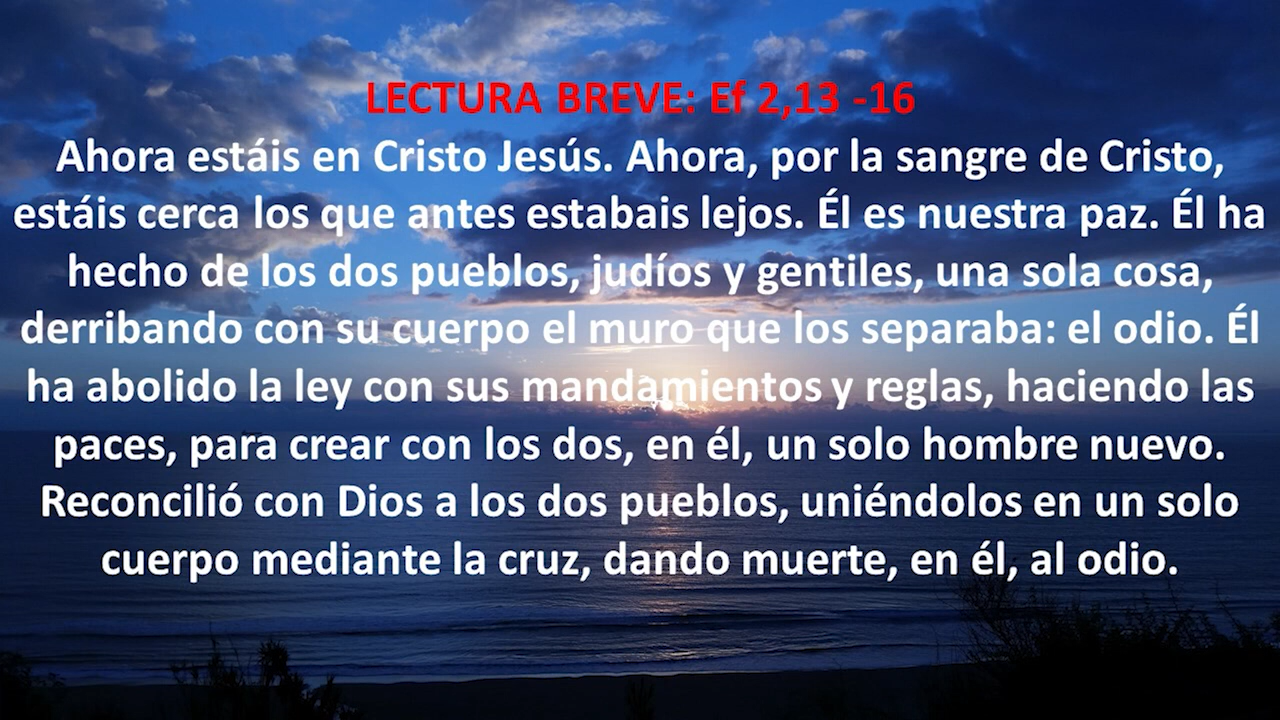 LECTURA BREVE: Ef 2,13 -16
Ahora estáis en Cristo Jesús. Ahora, por la sangre de Cristo,
estáis cerca los que antes estabais lejos. Él es nuestra paz. Él ha
hecho de los dos pueblos, judíos y gentiles, una sola cosa,
derribando con su cuerpo el muro que los separaba: el odio. Él
ha abolido la ley con sus mandamientos y reglas, haciendo las
paces, para crear con los dos, en él, un solo hombre nuevo.
Reconcilió con Dios a los dos pueblos, uniéndolos en un solo
cuerpo mediante la cruz, dando muerte, en él, al odio.